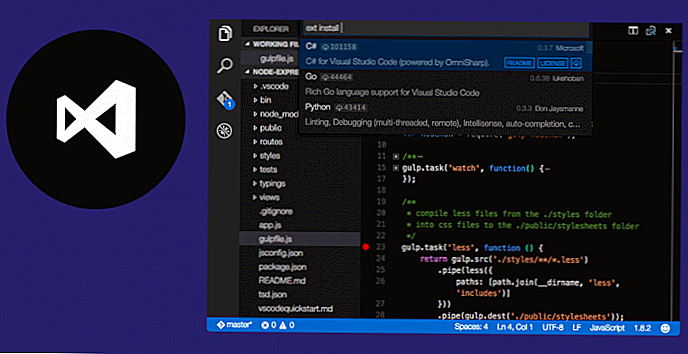 EXPLORER
WORKING FIL
gulpfile.js
NODE-EXPRE
.vscode
bin
node_mod
public
routes
styles
tests
typings
views
.gitignore
app.js
gulpfile.js
jsconfig.json
package.json
README.md
tsd.json
vscodequickstart.md
ext install
C# 101158 0.3.7 Microsoft
C# for Visual Studio Code (powered by OmniSharp). README LICENSE
Go 44464 0.6.38 lukehoban
Rich Go language support for Visual Studio Code
Python 43414 0.3.3 Don Jayamanne
Linting, Debugging (multi-threaded, remote), Intellisense, auto-completion, c...
10
11 /**
15 gulp.task('watch', function() {
17 });
18
19
20 /**
21 * compile less files from the ./styles folder
22 * into css files to the ./public/stylesheets folder
*/
23 gulp.task('less', function () {
24 return gulp.src('./styles/**/*.less')
25 .pipe(less({
26 paths: [path.join(__dirname, 'less',
'includes')]
27 }))
28 .pipe(gulp.dest('./public/stylesheets'));
1
master* 0 0 Spaces: 4 Ln 4, Col 1 UTF-8 LF JavaScript 1.8.2